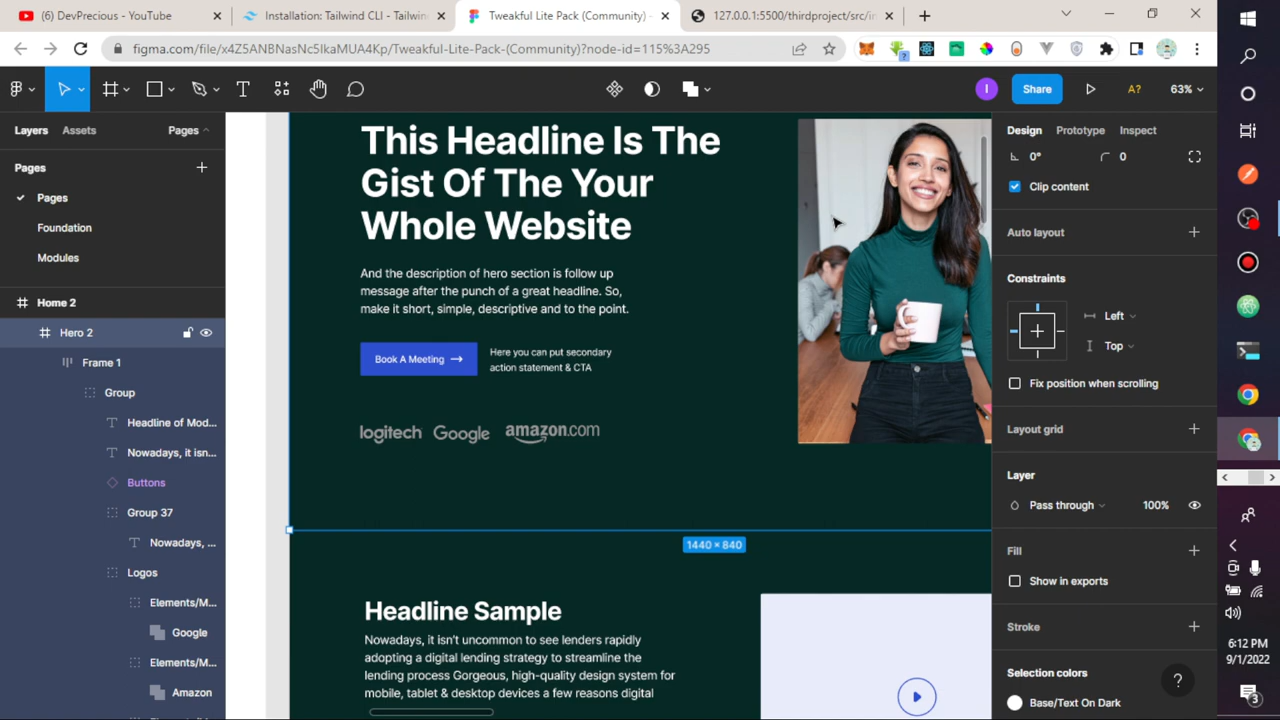 (6) DevPrecious - YouTube
Installation: Tailwind CLI - Tailwin
Tweakful Lite Pack (Community) -
127.0.0.1:5500/thirdproject/src/in
figma.com/file/x4Z5ANBNasNc5IkaMUA4Kp/Tweakful-Lite-Pack-(Community)?node-id=115%3A295
Share
A?
63%
Layers
Assets
Pages
Pages
Pages
Foundation
Modules
Home 2
Hero 2
Frame 1
Group
Headline of Mod...
Nowadays, it isn...
Buttons
Group 37
Nowadays, ...
Logos
Elements/M...
Google
Elements/M...
Amazon
This Headline Is The
Gist Of The Your
Whole Website
And the description of hero section is follow up
message after the punch of a great headline. So,
make it short, simple, descriptive and to the point.
Book A Meeting
Here you can put secondary
action statement & CTA
logitech
Google
amazon.com
1440 × 840
Headline Sample
Nowadays, it isn't uncommon to see lenders rapidly
adopting a digital lending strategy to streamline the
lending process Gorgeous, high-quality design system for
mobile, tablet & desktop devices a few reasons digital
Design
Prototype
Inspect
0°
0
Clip content
Auto layout
Constraints
Left
Top
Fix position when scrolling
Layout grid
Layer
Pass through
100%
Fill
Show in exports
Stroke
Selection colors
Base/Text On Dark
?
6:12 PM
9/1/2022
3